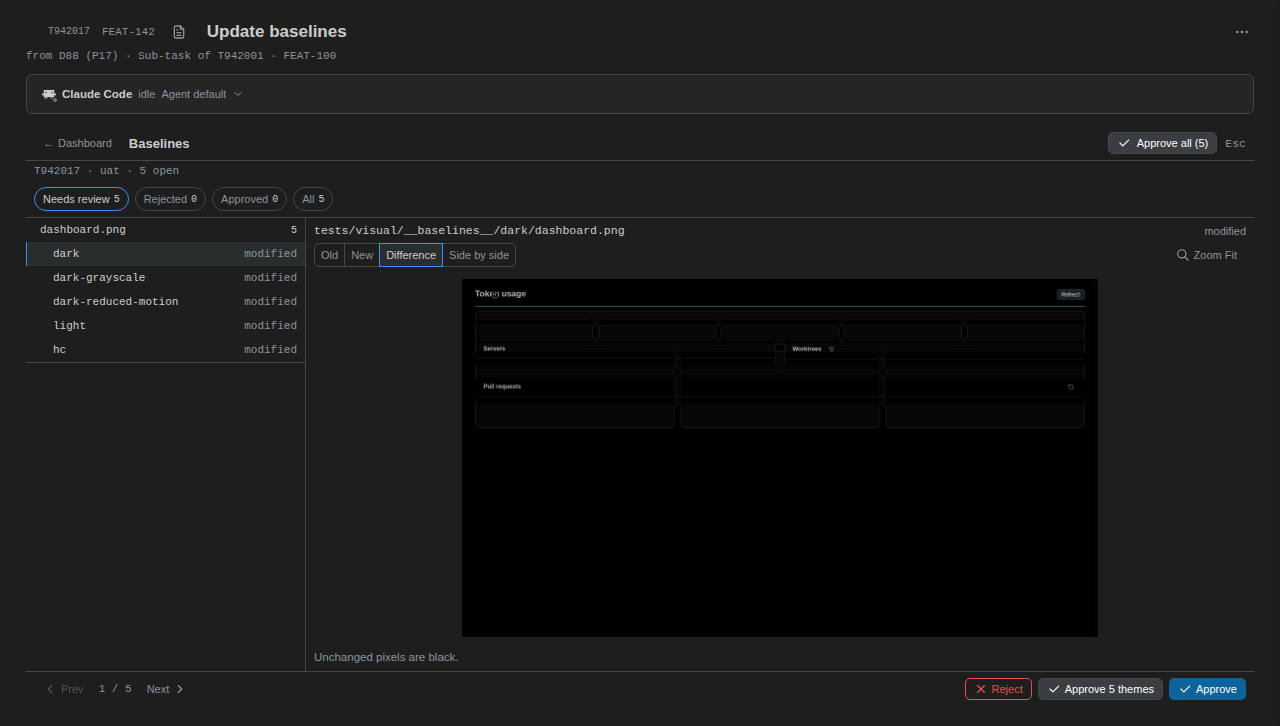 T942017 FEAT-142 Update baselines
from D88 (P17) · Sub-task of T942001 · FEAT-100
Claude Code idle Agent default
← Dashboard Baselines Approve all (5) Esc
T942017 · uat · 5 open
Needs review 5 Rejected 0 Approved 0 All 5
dashboard.png 5
dark modified
dark-grayscale modified
dark-reduced-motion modified
light modified
hc modified
tests/visual/__baselines__/dark/dashboard.png modified
Old New Difference Side by side Zoom Fit
Token usage Refresh
Servers Worktrees
Pull requests
Unchanged pixels are black.
Prev 1 / 5 Next Reject Approve 5 themes Approve